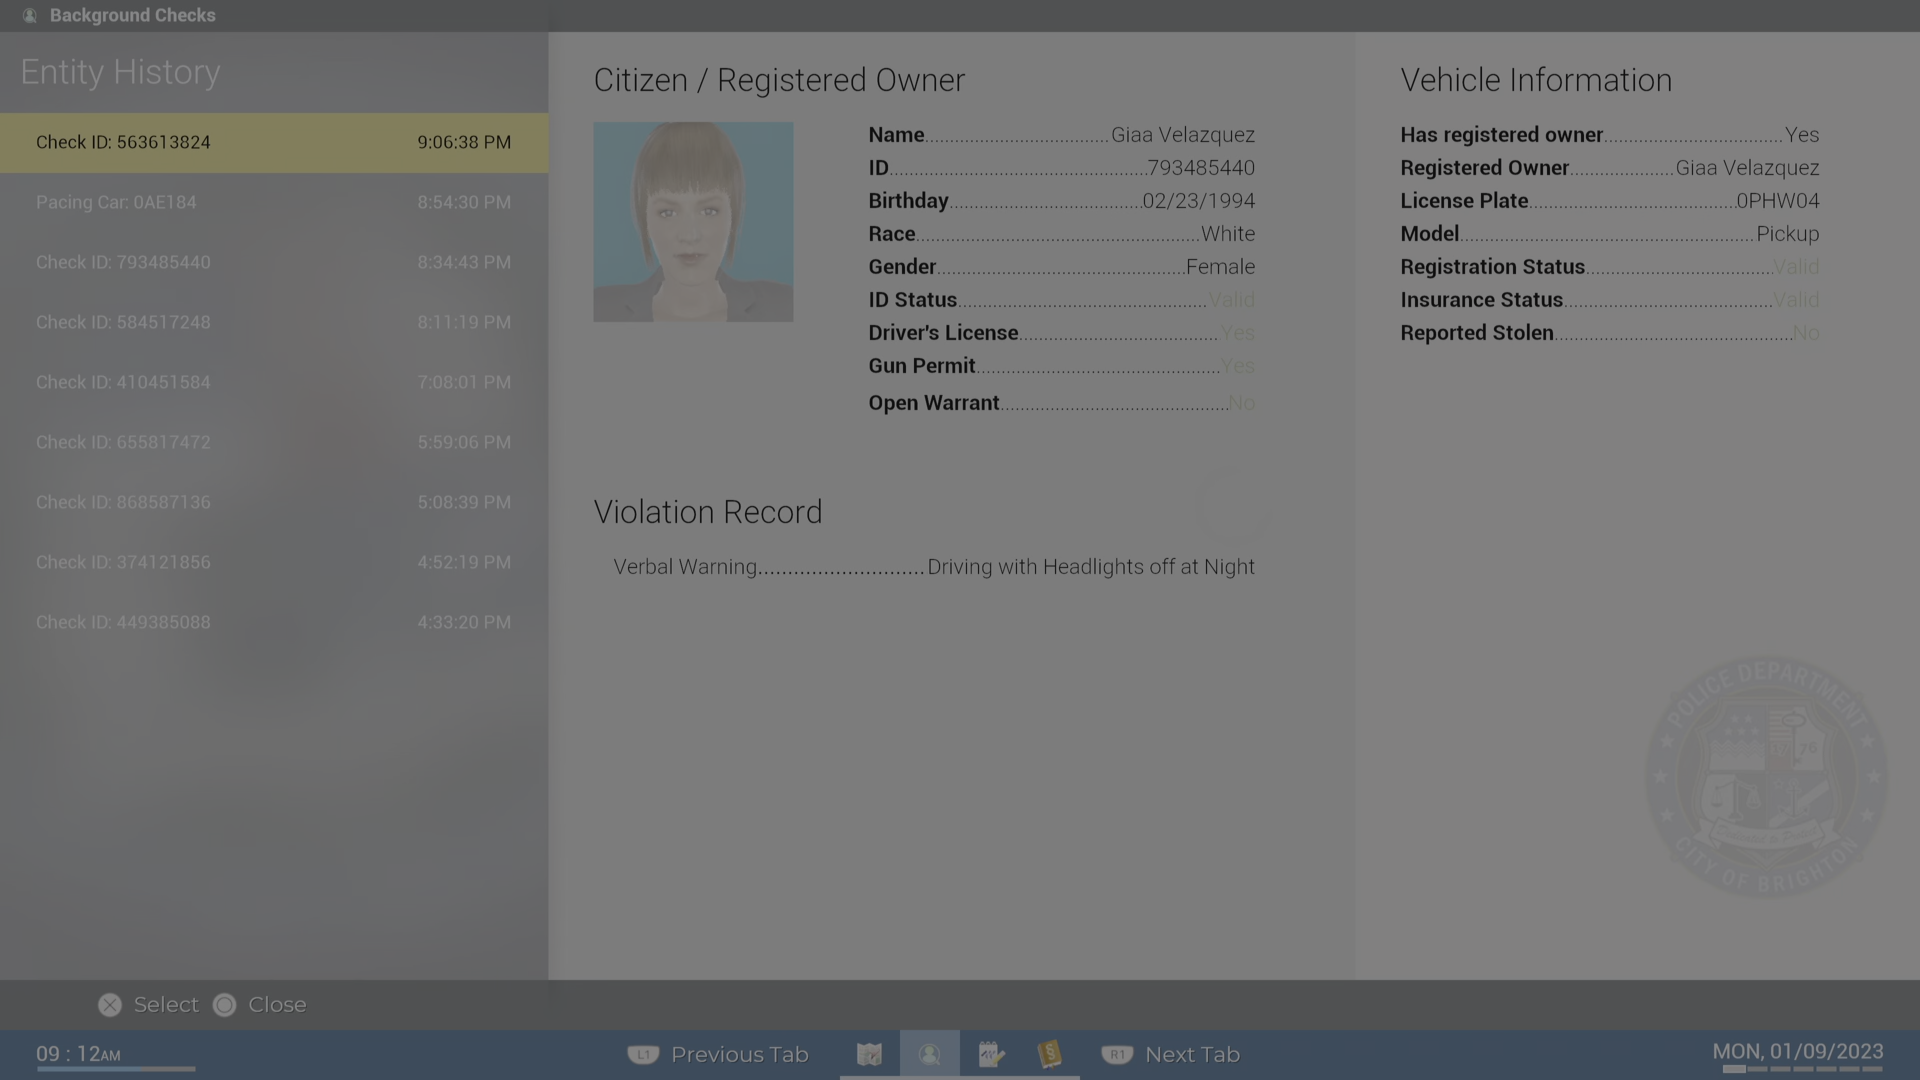 Background Checks
Entity History
Check ID: 563613824 9:06:38 PM
Pacing Car: 0AE184 8:54:30 PM
Check ID: 793485440 8:34:43 PM
Check ID: 584517248 8:11:19 PM
Check ID: 410451584 7:08:01 PM
Check ID: 655817472 5:59:06 PM
Check ID: 868587136 5:08:39 PM
Check ID: 374121856 4:52:19 PM
Check ID: 449385088 4:33:20 PM
Citizen / Registered Owner
Name Giaa Velazquez
ID 793485440
Birthday 02/23/1994
Race White
Gender Female
ID Status Valid
Driver's License Yes
Gun Permit Yes
Open Warrant No
Violation Record
Verbal Warning Driving with Headlights off at Night
Vehicle Information
Has registered owner Yes
Registered Owner Giaa Velazquez
License Plate 0PHW04
Model Pickup
Registration Status Valid
Insurance Status Valid
Reported Stolen No
POLICE DEPARTMENT
CITY OF BRIGHTON
Select Close
09 : 12AM
L1 Previous Tab
§
R1 Next Tab
MON, 01/09/2023